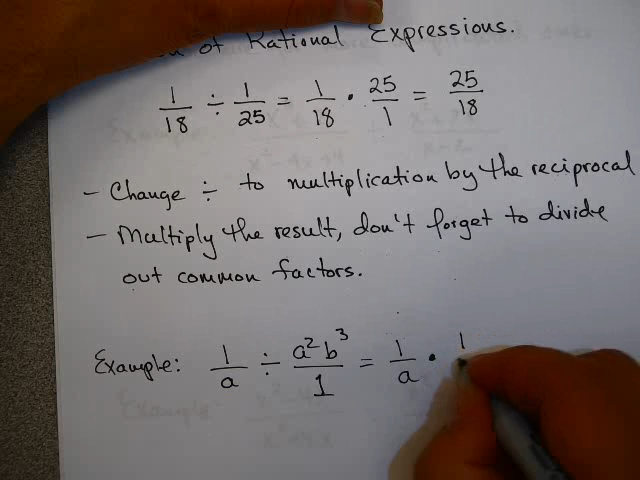 of Rational Expressions.
1/18 ÷ 1/25 = 1/18 · 25/1 = 25/18
- Change ÷ to multiplication by the reciprocal
- Multiply the result, don't forget to divide
out common factors.
Example: 1/a ÷ a²b³/1 = 1/a · 1